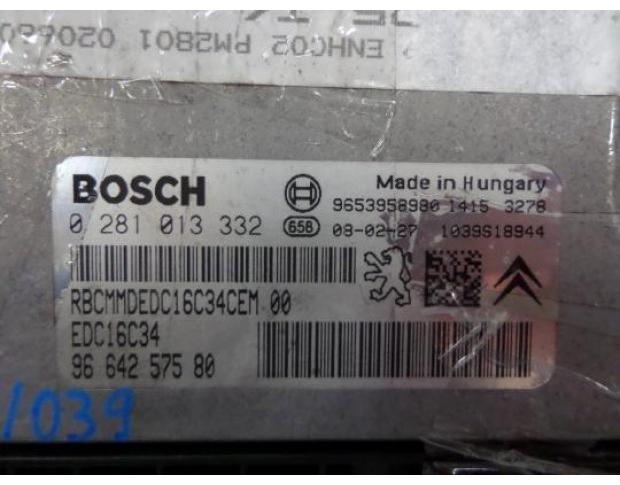 ENHC02 PM2801 020680
BOSCH
Made in Hungary
0 281 013 332
658
9653958980 1415 3278
08-02-27 1039S18944
RBCMMDEDC16C34CEM 00
EDC16C34
96 642 575 80
1039